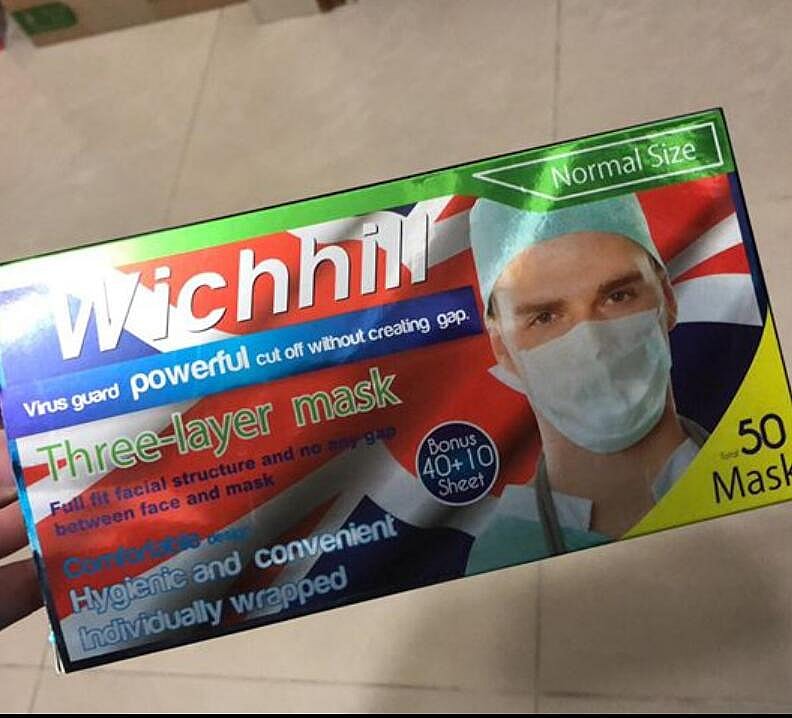 Normal Size
Wichhill
Virus guard powerful cut off without creating gap.
Three-layer mask
Full fit facial structure and no any gap
between face and mask
Bonus
40+10
Sheet
Comfortable design
Hygienic and convenient
Individually wrapped
Total 50
Mask